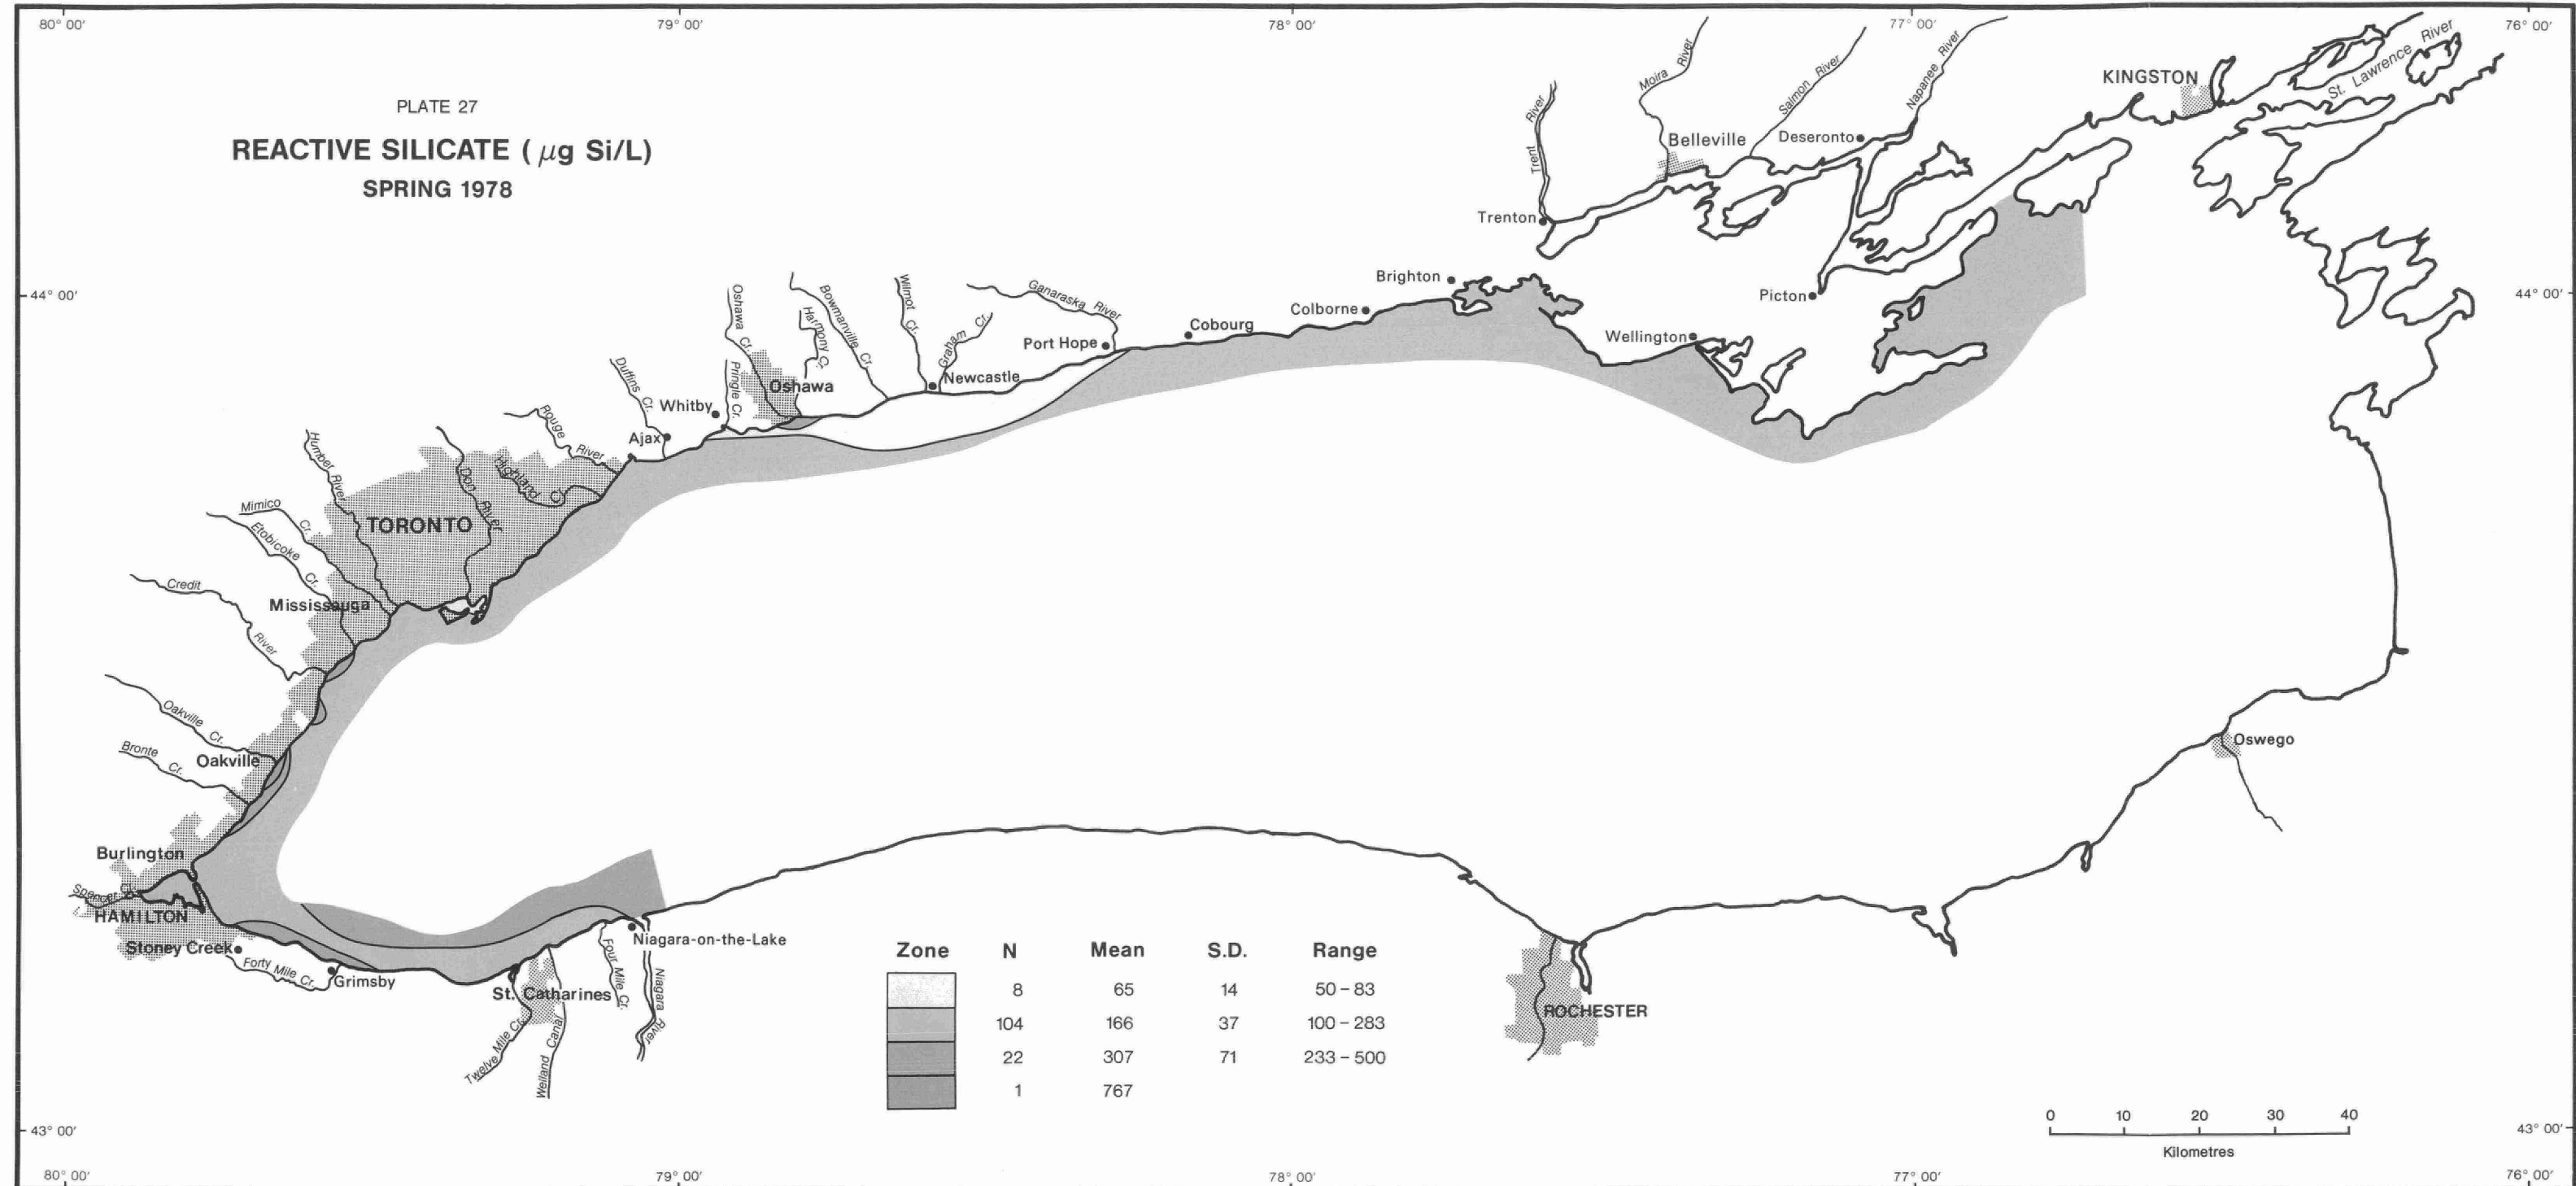 80° 00'
79° 00'
78° 00'
77° 00'
76° 00'
PLATE 27
REACTIVE SILICATE ( µg Si/L)
SPRING 1978
44° 00'
44° 00'
43° 00'
43° 00'
KINGSTON
St. Lawrence River
Napanee River
Salmon River
Moira River
Trent River
Belleville
Deseronto
Trenton
Brighton
Picton
Colborne
Wellington
Cobourg
Port Hope
Ganaraska River
Graham Cr.
Wilmot Cr.
Newcastle
Bowmanville Cr.
Harmony Cr.
Oshawa Cr.
Oshawa
Pringle Cr.
Whitby
Duffins Cr.
Ajax
Rouge River
Highland Cr.
Don River
Humber River
TORONTO
Mimico Cr.
Etobicoke Cr.
Mississauga
Credit River
Oakville Cr.
Oakville
Bronte Cr.
Burlington
Spencer Cr.
HAMILTON
Stoney Creek
Forty Mile Cr.
Grimsby
St. Catharines
Twelve Mile Cr.
Welland Canal
Four Mile Cr.
Niagara-on-the-Lake
Niagara River
ROCHESTER
Oswego
Zone N Mean S.D. Range
8 65 14 50 – 83
104 166 37 100 – 283
22 307 71 233 – 500
1 767
0 10 20 30 40
Kilometres
80° 00'
79° 00'
78° 00'
77° 00'
76° 00'